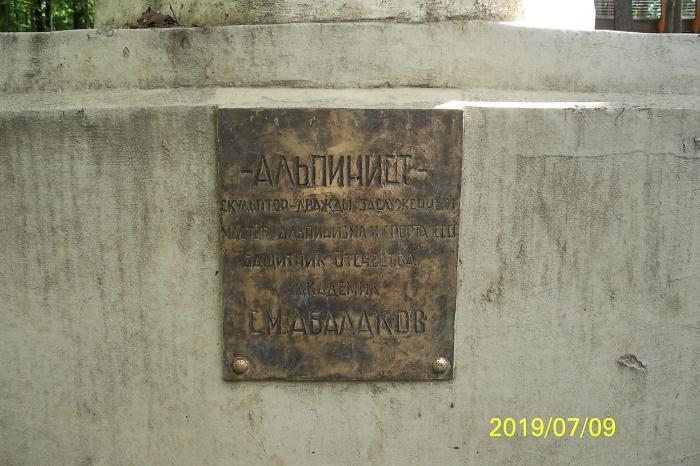 -АЛЬПИНИСТ-
СКУЛЬПТОР-ДВАЖДЫ ЗАСЛУЖЕННЫЙ
МАСТЕР АЛЬПИНИЗМА И СПОРТА СССР
ЗАЩИТНИК ОТЕЧЕСТВА
АКАДЕМИК
Е.М.АБАЛАКОВ
2019/07/09